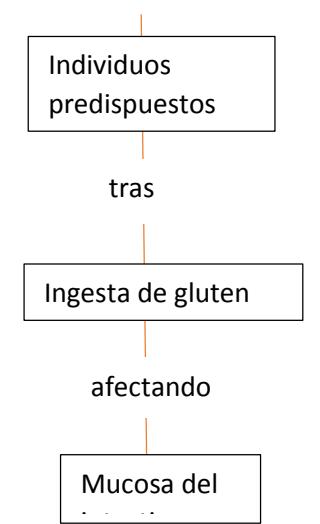 Individuos
predispuestos
tras
Ingesta de gluten
afectando
Mucosa del